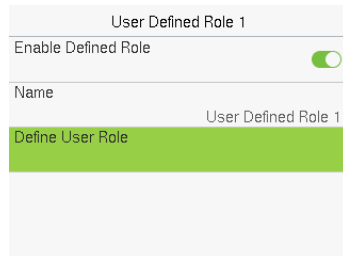 User Defined Role 1
Enable Defined Role
Name
User Defined Role 1
Define User Role